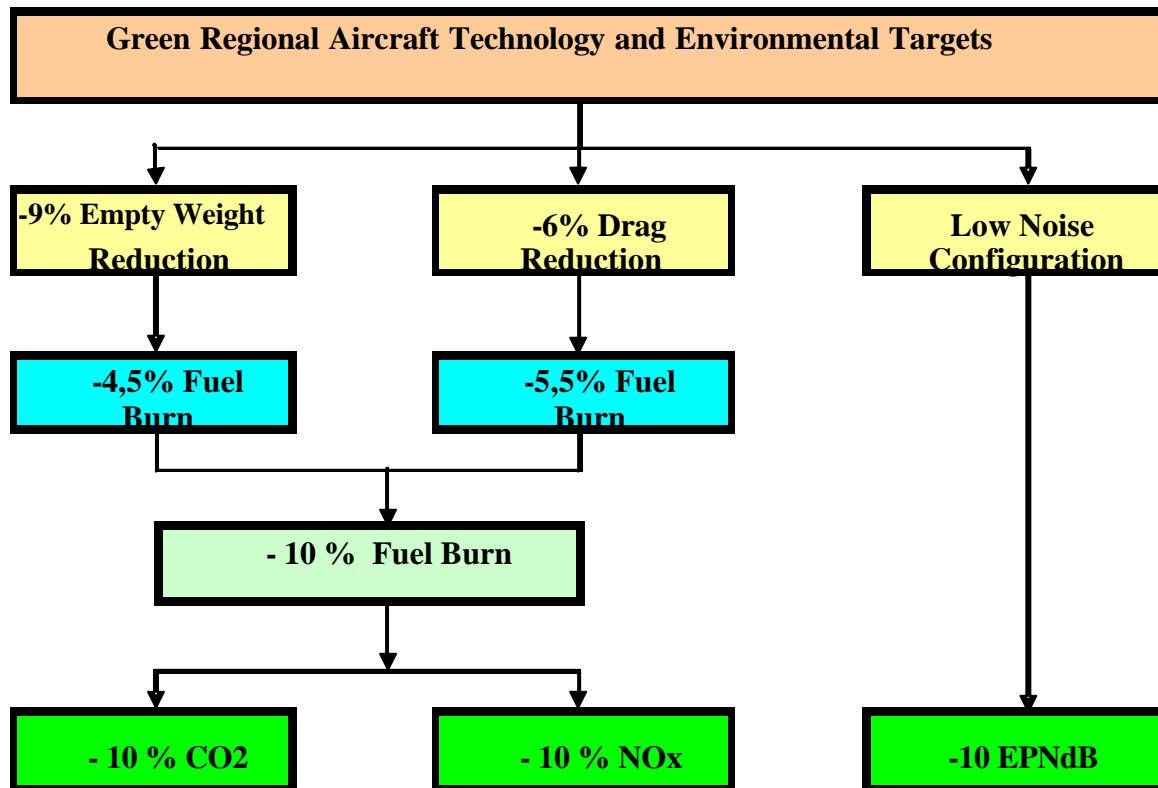 Green Regional Aircraft Technology and Environmental Targets
-9% Empty Weight
Reduction
-6% Drag
Reduction
Low Noise
Configuration
-4,5% Fuel
Burn
-5,5% Fuel
Burn
- 10 % Fuel Burn
- 10 % CO2
- 10 % NOx
-10 EPNdB